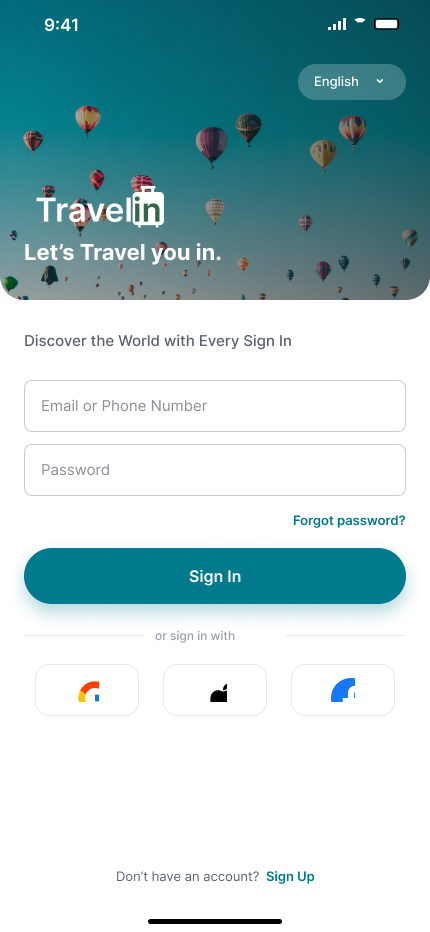 9:41
English
Travelin
Let’s Travel you in.
Discover the World with Every Sign In
Email or Phone Number
Password
Forgot password?
Sign In
or sign in with
Don’t have an account? Sign Up